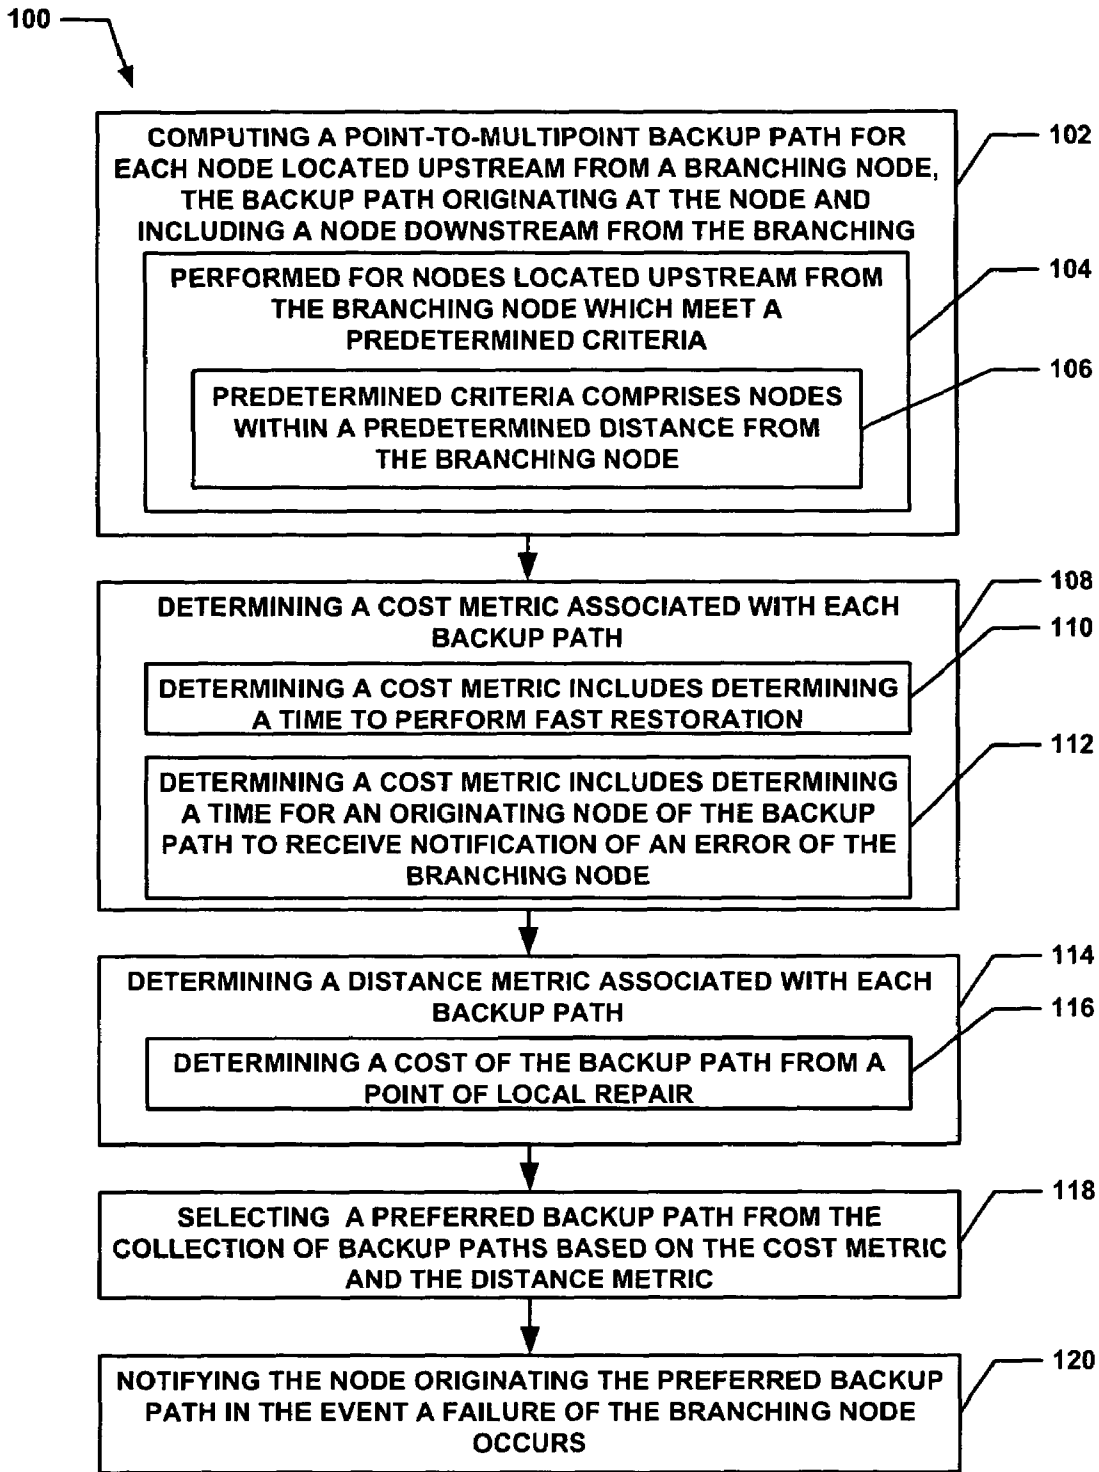 100
COMPUTING A POINT-TO-MULTIPOINT BACKUP PATH FOR
EACH NODE LOCATED UPSTREAM FROM A BRANCHING NODE,
THE BACKUP PATH ORIGINATING AT THE NODE AND
INCLUDING A NODE DOWNSTREAM FROM THE BRANCHING
102
PERFORMED FOR NODES LOCATED UPSTREAM FROM
THE BRANCHING NODE WHICH MEET A
PREDETERMINED CRITERIA
104
PREDETERMINED CRITERIA COMPRISES NODES
WITHIN A PREDETERMINED DISTANCE FROM
THE BRANCHING NODE
106
DETERMINING A COST METRIC ASSOCIATED WITH EACH
BACKUP PATH
108
DETERMINING A COST METRIC INCLUDES DETERMINING
A TIME TO PERFORM FAST RESTORATION
110
DETERMINING A COST METRIC INCLUDES DETERMINING
A TIME FOR AN ORIGINATING NODE OF THE BACKUP
PATH TO RECEIVE NOTIFICATION OF AN ERROR OF THE
BRANCHING NODE
112
DETERMINING A DISTANCE METRIC ASSOCIATED WITH EACH
BACKUP PATH
114
DETERMINING A COST OF THE BACKUP PATH FROM A
POINT OF LOCAL REPAIR
116
SELECTING A PREFERRED BACKUP PATH FROM THE
COLLECTION OF BACKUP PATHS BASED ON THE COST METRIC
AND THE DISTANCE METRIC
118
NOTIFYING THE NODE ORIGINATING THE PREFERRED BACKUP
PATH IN THE EVENT A FAILURE OF THE BRANCHING NODE
OCCURS
120